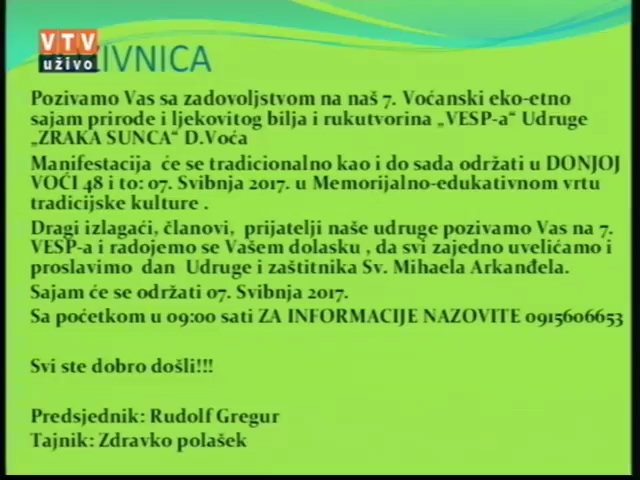 VTV
uživo
IVNICA
Pozivamo Vas sa zadovoljstvom na naš 7. Voćanski eko-etno
sajam prirode i ljekovitog bilja i rukutvorina „VESP-a“ Udruge
„ZRAKA SUNCA“ D.Voća
Manifestacija će se tradicionalno kao i do sada održati u DONJOJ
VOĆI 48 i to: 07. Svibnja 2017. u Memorijalno-edukativnom vrtu
tradicijske kulture .
Dragi izlagaći, članovi, prijatelji naše udruge pozivamo Vas na 7.
VESP-a i radojemo se Vašem dolasku , da svi zajedno uvelićamo i
proslavimo dan Udruge i zaštitnika Sv. Mihaela Arkanđela.
Sajam će se održati 07. Svibnja 2017.
Sa poćetkom u 09:00 sati ZA INFORMACIJE NAZOVITE 0915606653
Svi ste dobro došli!!!
Predsjednik: Rudolf Gregur
Tajnik: Zdravko polašek